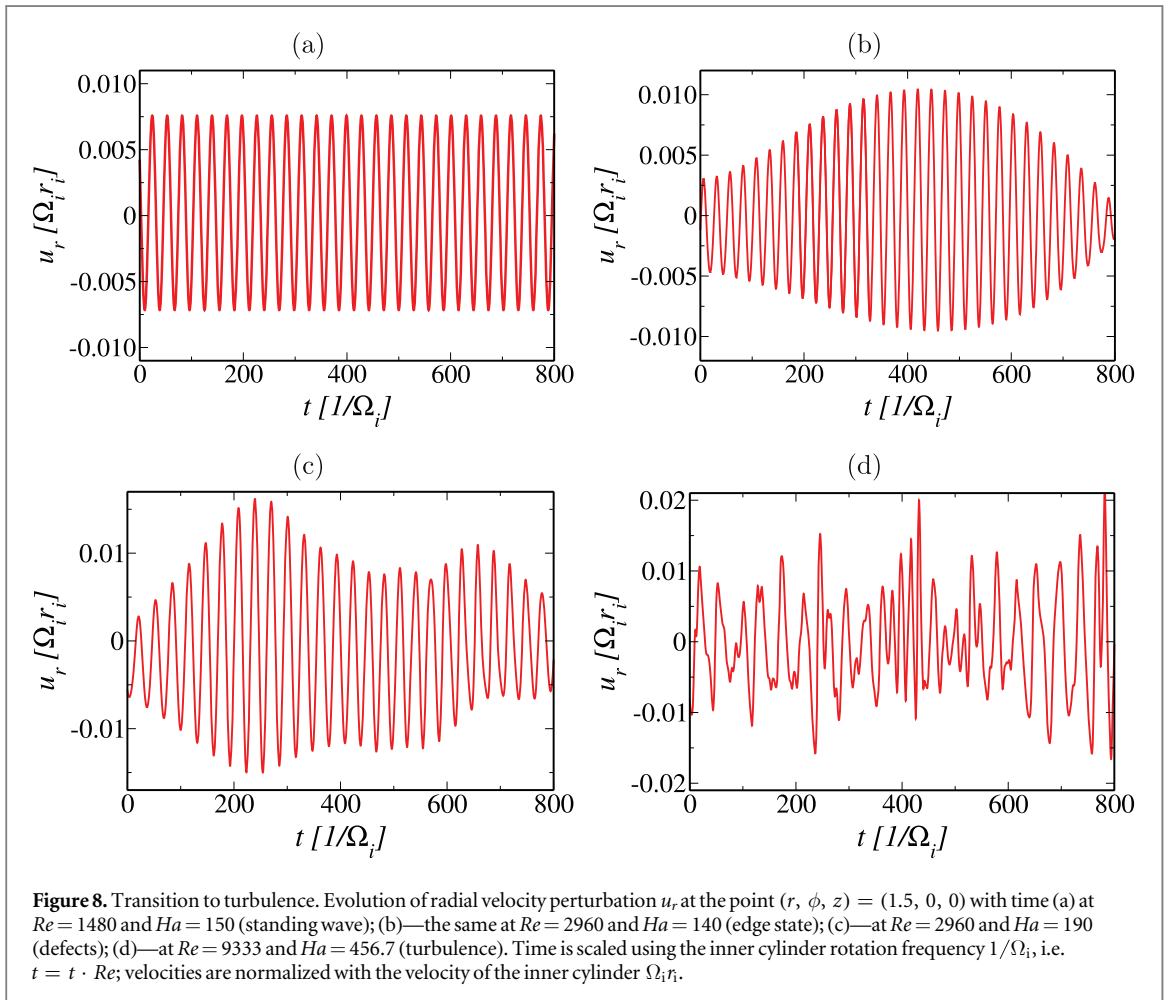 (a)
(b)
0.010
0.005
0
-0.005
-0.010
u_r [Ω_i r_i]
0 200 400 600 800
t [1/Ω_i]
0.010
0.005
0
-0.005
-0.010
u_r [Ω_i r_i]
0 200 400 600 800
t [1/Ω_i]
(c)
(d)
0.01
0
-0.01
u_r [Ω_i r_i]
0 200 400 600 800
t [1/Ω_i]
0.02
0.01
0
-0.01
-0.02
u_r [Ω_i r_i]
0 200 400 600 800
t [1/Ω_i]
Figure 8. Transition to turbulence. Evolution of radial velocity perturbation u_r at the point (r, ϕ, z) = (1.5, 0, 0) with time (a) at
Re = 1480 and Ha = 150 (standing wave); (b)—the same at Re = 2960 and Ha = 140 (edge state); (c)—at Re = 2960 and Ha = 190
(defects); (d)—at Re = 9333 and Ha = 456.7 (turbulence). Time is scaled using the inner cylinder rotation frequency 1/Ω_i, i.e.
t = t · Re; velocities are normalized with the velocity of the inner cylinder Ω_i r_i.